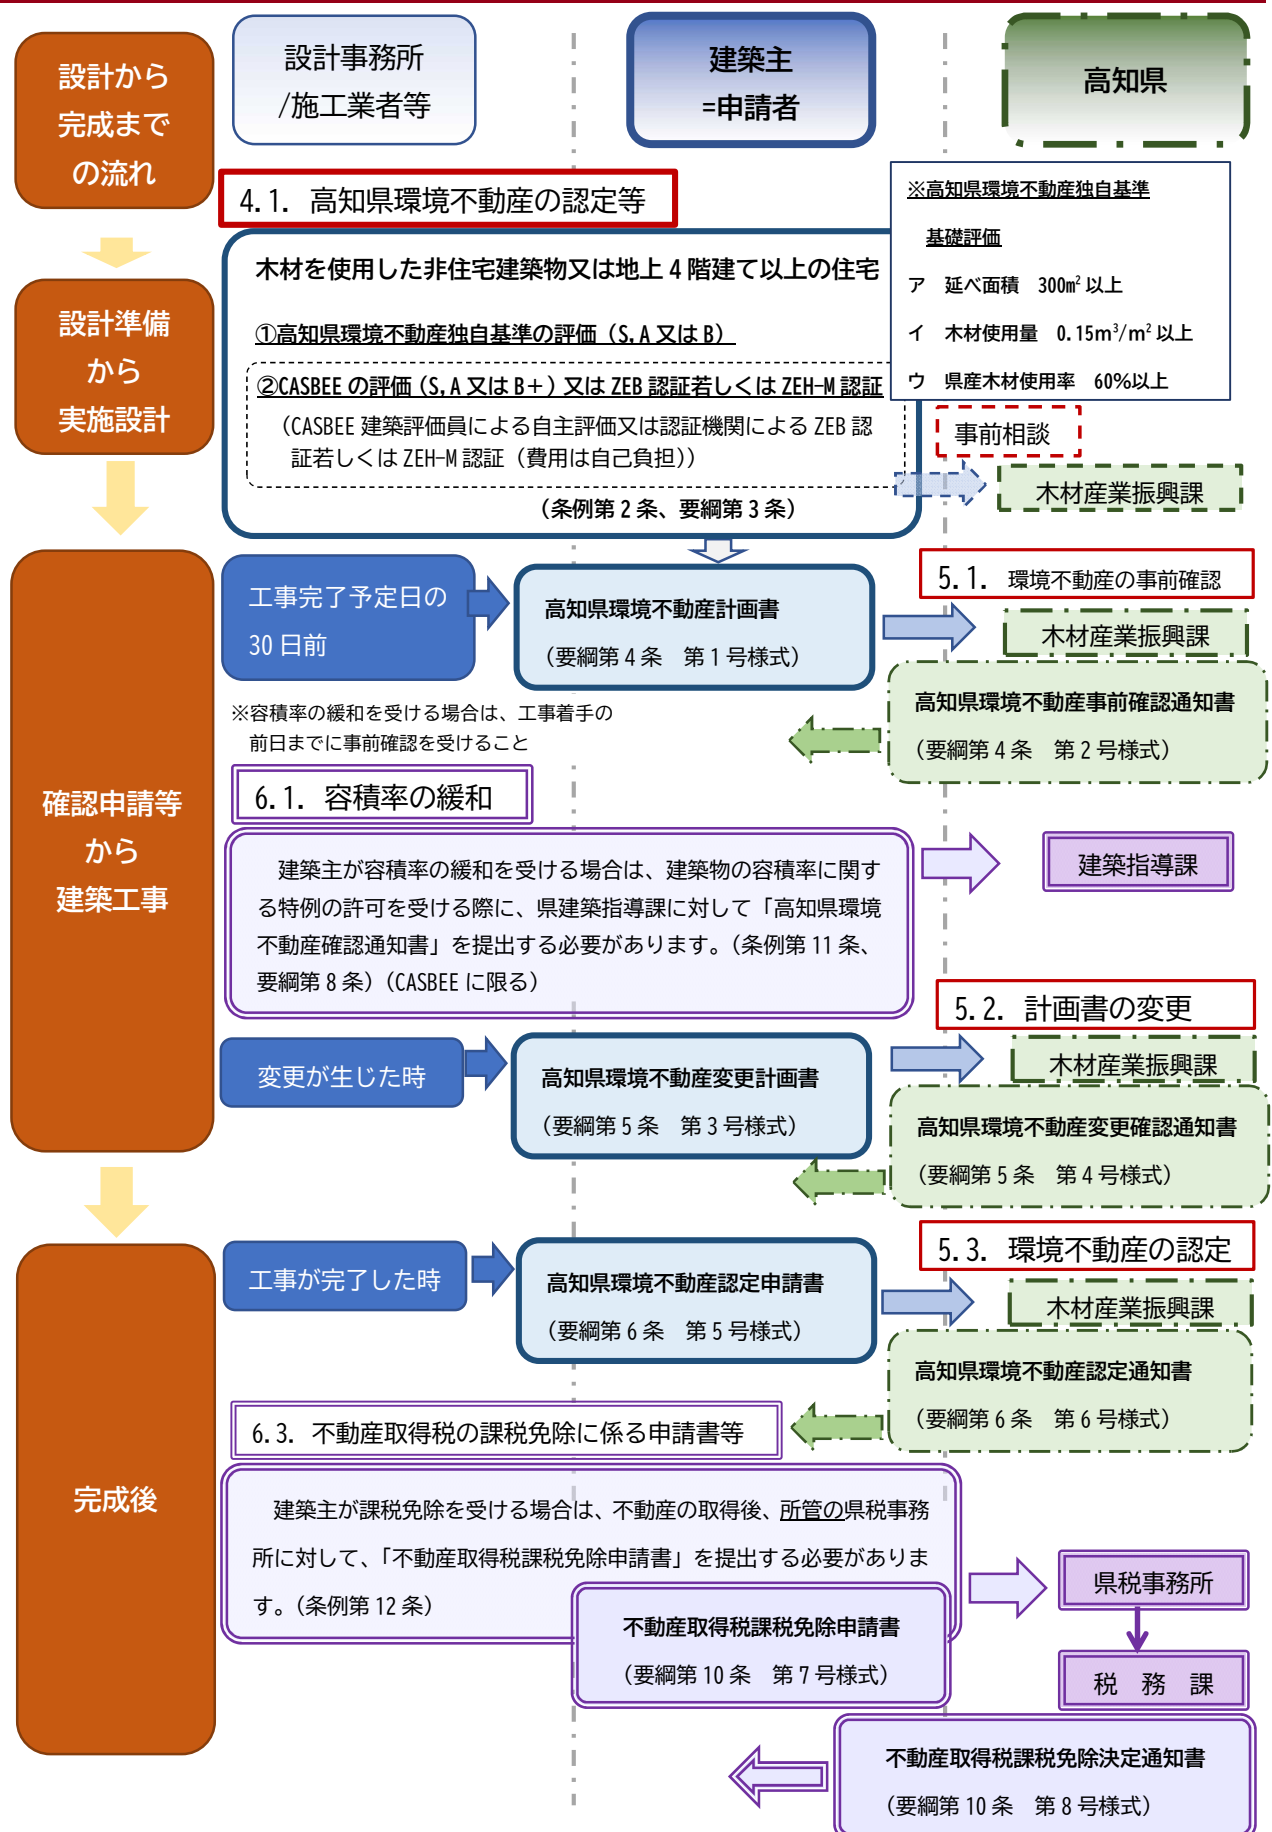 設計から
完成まで
の流れ
設計事務所
/施工業者等
建築主
=申請者
高知県
4.1. 高知県環境不動産の認定等
※高知県環境不動産独自基準
基礎評価
ア 延べ面積 300㎡以上
イ 木材使用量 0.15m³/m²以上
ウ 県産木材使用率 60%以上
設計準備
から
実施設計
木材を使用した非住宅建築物又は地上4階建て以上の住宅
①高知県環境不動産独自基準の評価（S,A又はB）
②CASBEEの評価（S,A又はB+）又はZEB認証若しくはZEH-M認証
（CASBEE建築評価員による自主評価又は認証機関によるZEB認
証若しくはZEH-M認証（費用は自己負担））
（条例第2条、要綱第3条）
事前相談
木材産業振興課
確認申請等
から
建築工事
工事完了予定日の
30日前
高知県環境不動産計画書
（要綱第4条 第1号様式）
5.1. 環境不動産の事前確認
木材産業振興課
高知県環境不動産事前確認通知書
（要綱第4条 第2号様式）
※容積率の緩和を受ける場合は、工事着手の
前日までに事前確認を受けること
6.1. 容積率の緩和
建築主が容積率の緩和を受ける場合は、建築物の容積率に関す
る特例の許可を受ける際に、県建築指導課に対して「高知県環境
不動産確認通知書」を提出する必要があります。（条例第11条、
要綱第8条）（CASBEEに限る）
建築指導課
5.2. 計画書の変更
変更が生じた時
高知県環境不動産変更計画書
（要綱第5条 第3号様式）
木材産業振興課
高知県環境不動産変更確認通知書
（要綱第5条 第4号様式）
完成後
工事が完了した時
高知県環境不動産認定申請書
（要綱第6条 第5号様式）
5.3. 環境不動産の認定
木材産業振興課
高知県環境不動産認定通知書
（要綱第6条 第6号様式）
6.3. 不動産取得税の課税免除に係る申請書等
建築主が課税免除を受ける場合は、不動産の取得後、所管の県税事務
所に対して、「不動産取得税課税免除申請書」を提出する必要がありま
す。（条例第12条）
不動産取得税課税免除申請書
（要綱第10条 第7号様式）
県税事務所
税 務 課
不動産取得税課税免除決定通知書
（要綱第10条 第8号様式）